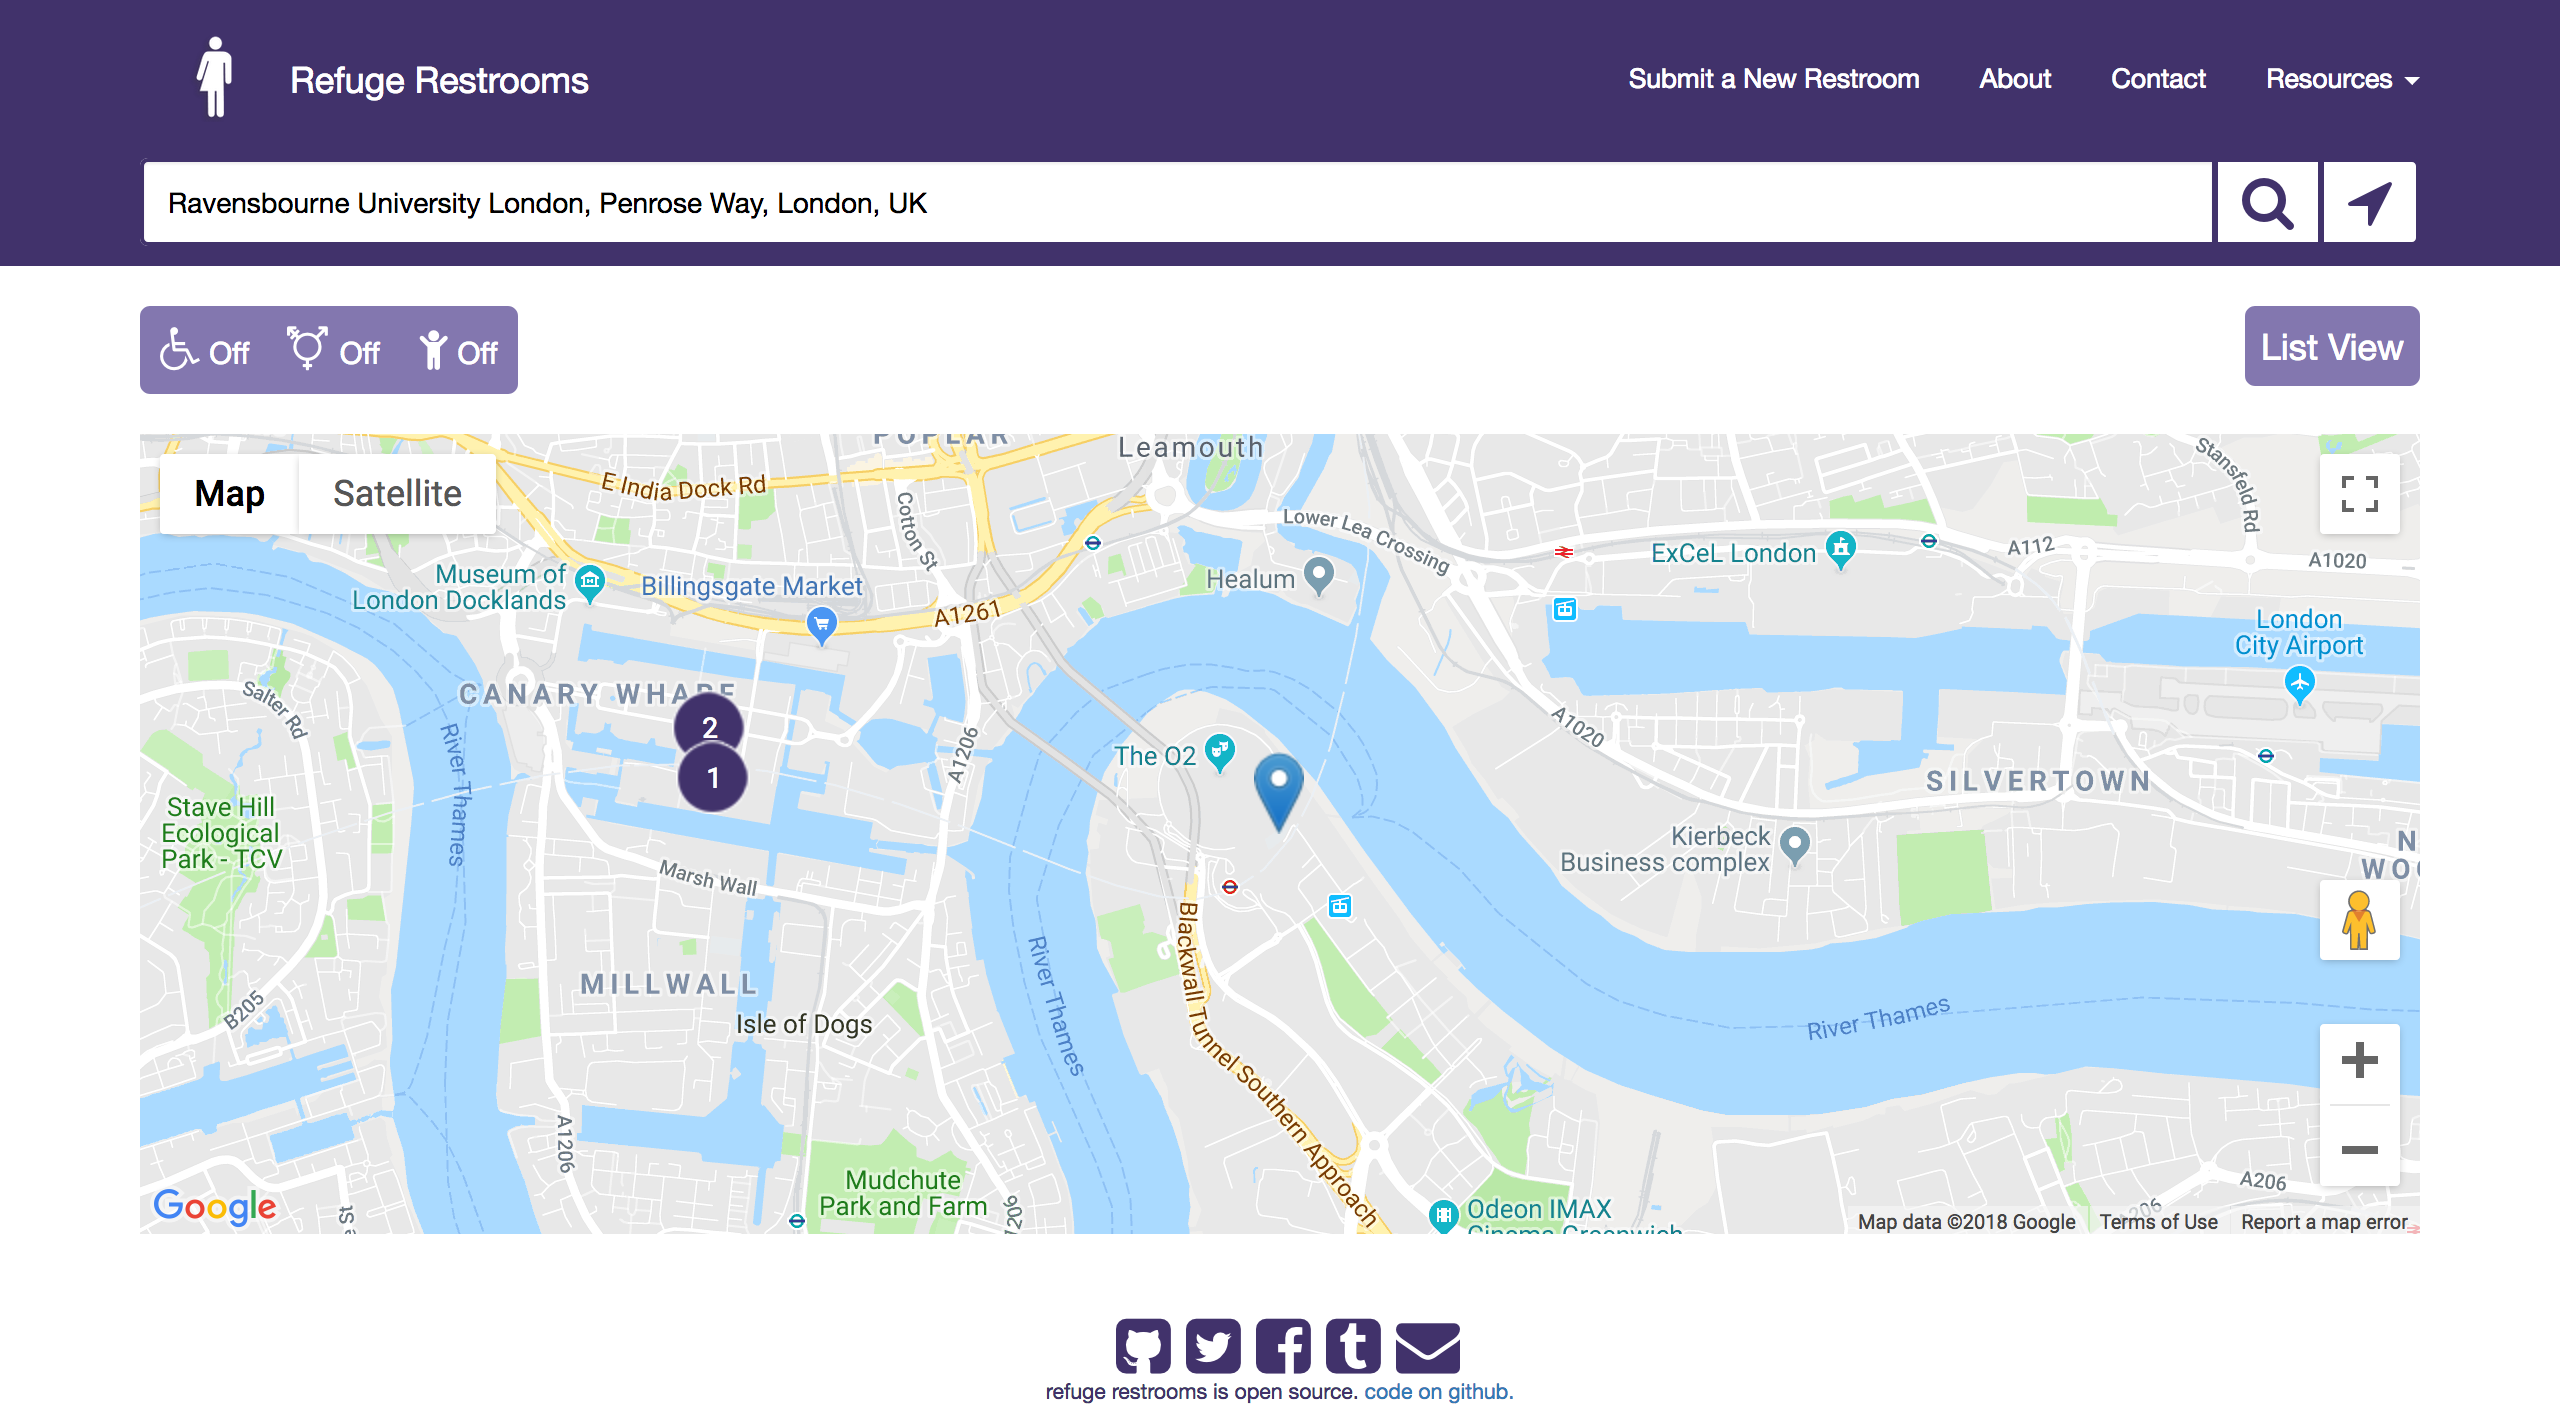 Refuge Restrooms
Submit a New Restroom
About
Contact
Resources
Ravensbourne University London, Penrose Way, London, UK
Off
Off
Off
List View
Map
Satellite
POPLAR
Leamouth
E India Dock Rd
Cotton St
Lower Lea Crossing
Stansfeld Rd
ExCeL London
A112
A1020
Museum of
London Docklands
Billingsgate Market
A1261
Healum
London
City Airport
CANARY WHARF
2
1
Salter Rd
River Thames
A1206
The O2
A1020
SILVERTOWN
Stave Hill
Ecological
Park - TCV
Marsh Wall
Kierbeck
Business complex
Blackwall Tunnel Southern Approach
River Thames
MILLWALL
Isle of Dogs
B205
River Thames
A1206
Mudchute
Park and Farm
A206
Odeon IMAX
Cinema Greenwich
Google
Map data ©2018 Google
Terms of Use
Report a map error
refuge restrooms is open source. code on github.